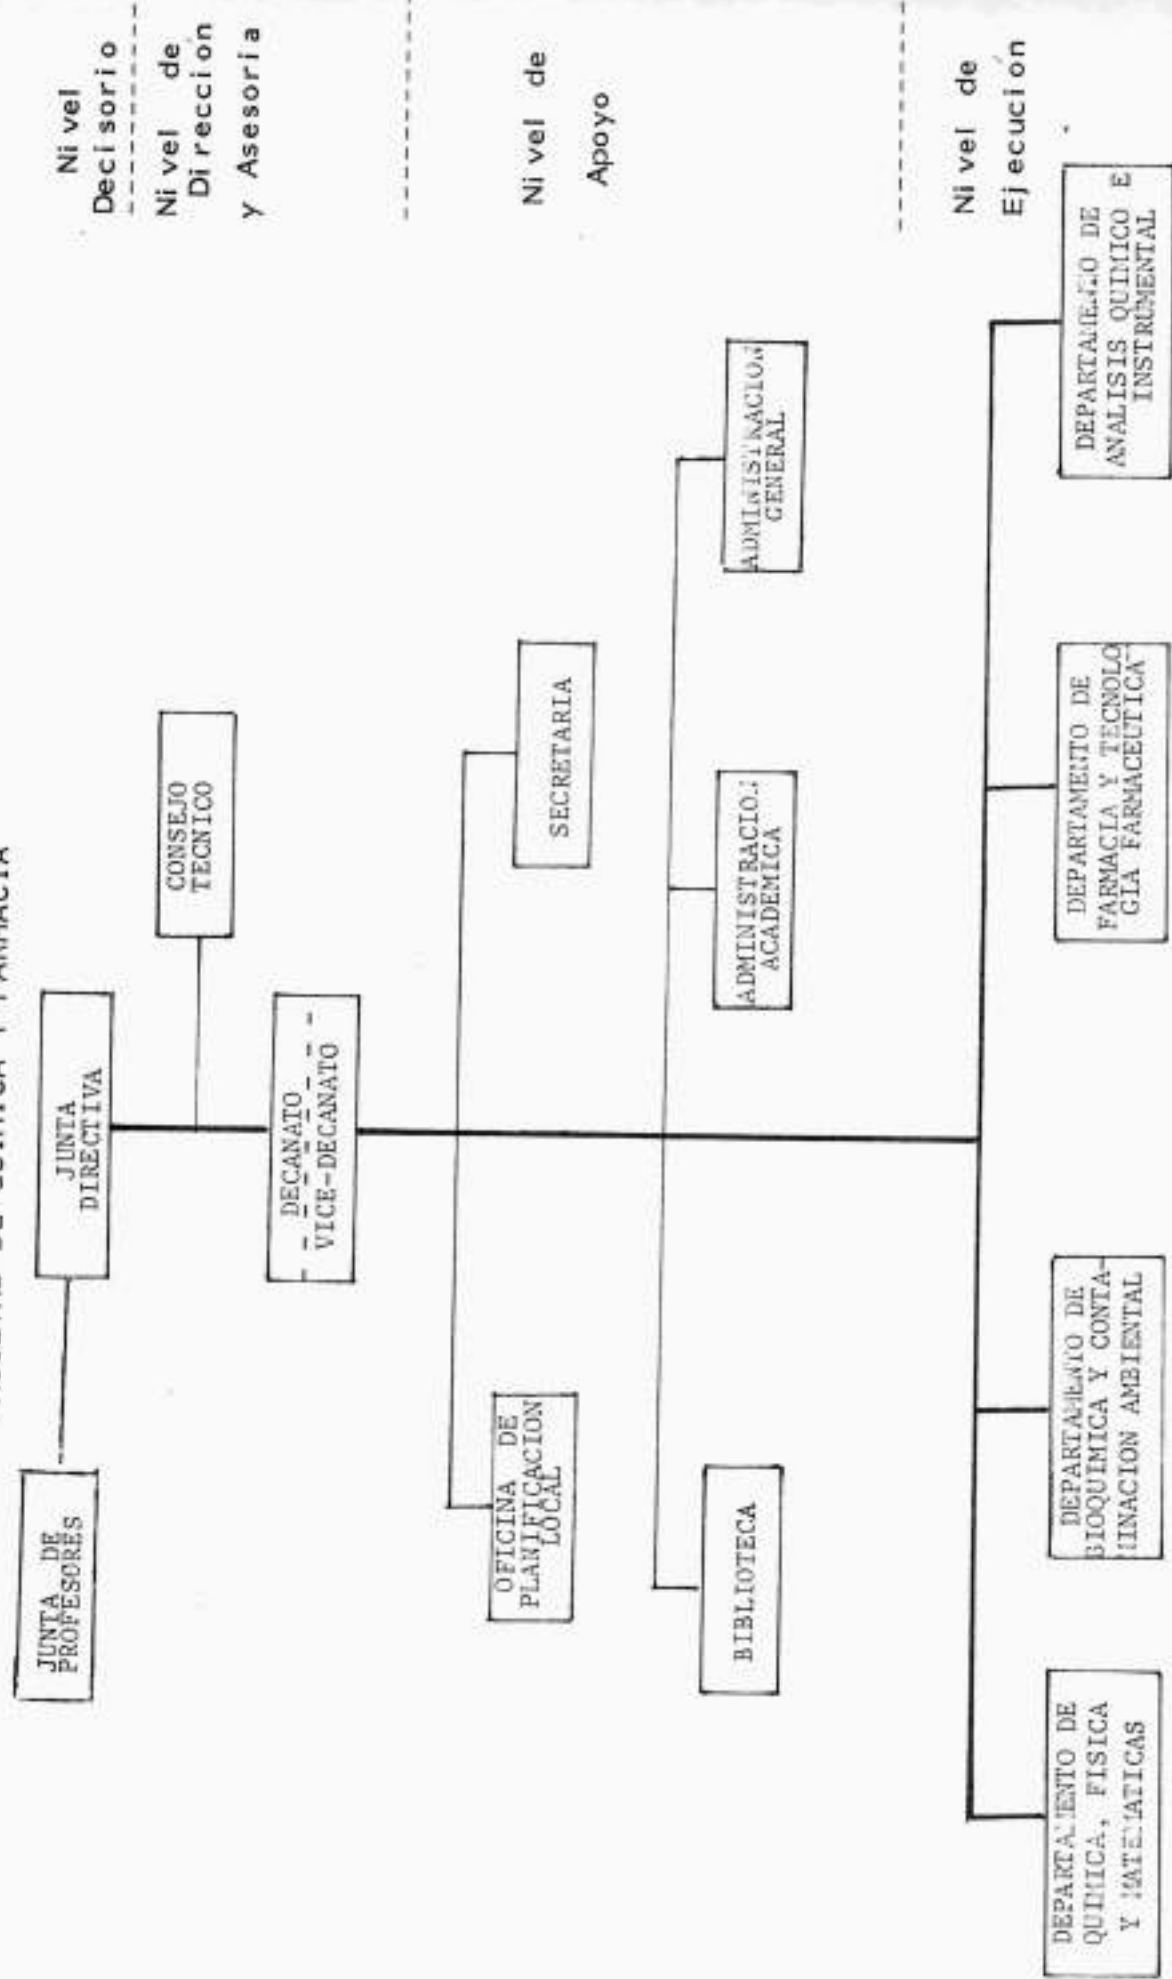 Nivel
Decisorio
JUNTA DE
PROFESORES
JUNTA
DIRECTIVA
Nivel de
Dirección
y Asesoria
CONSEJO
TECNICO
DECANATO
VICE-DECANATO
Nivel de
Apoyo
OFICINA DE
PLANIFICACION
LOCAL
SECRETARIA
BIBLIOTECA
ADMINISTRACION
ACADEMICA
ADMINISTRACION
GENERAL
Nivel de
Ejecución
DEPARTAMENTO DE
QUIMICA, FISICA
Y MATEMATICAS
DEPARTAMENTO DE
BIOQUIMICA Y CONTA-
MINACION AMBIENTAL
DEPARTAMENTO DE
FARMACIA Y TECNOLO
GIA FARMACEUTICA
DEPARTAMENTO DE
ANALISIS QUIMICO E
INSTRUMENTAL